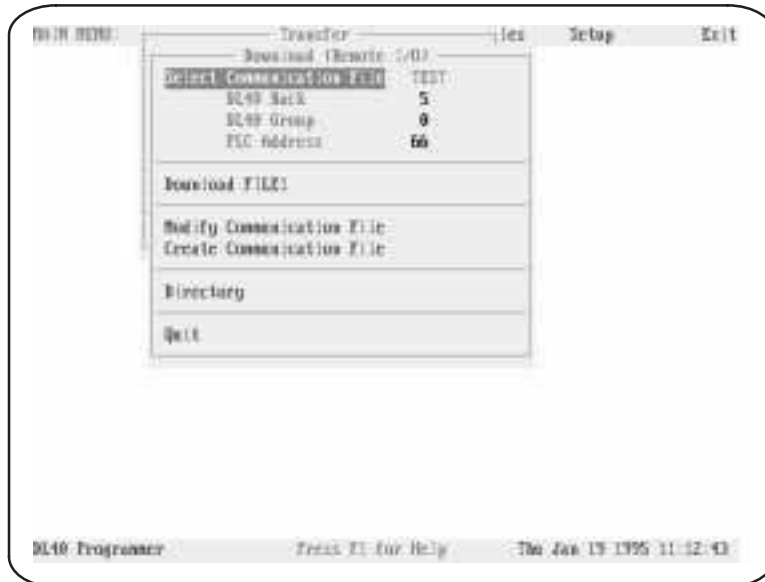 MAIN MENU: Transfer iles Setup Exit
Download (Remote I/O)
Select Communication File TEST
DL40 Rack 5
DL40 Group 0
PLC Address 66
Download FILE1
Modify Communication File
Create Communication File
Directory
Quit
DL40 Programmer Press F1 for Help Thu Jan 19 1995 11:12:43